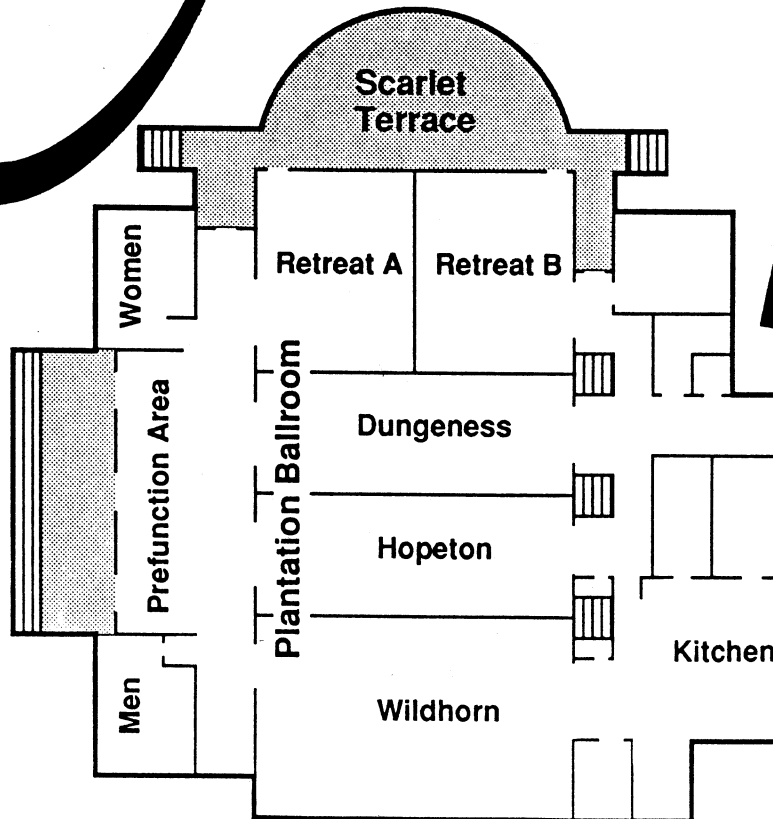 Scarlet
Terrace
Women
Retreat A
Retreat B
Prefunction Area
Plantation Ballroom
Dungeness
Hopeton
Kitchen
Men
Wildhorn